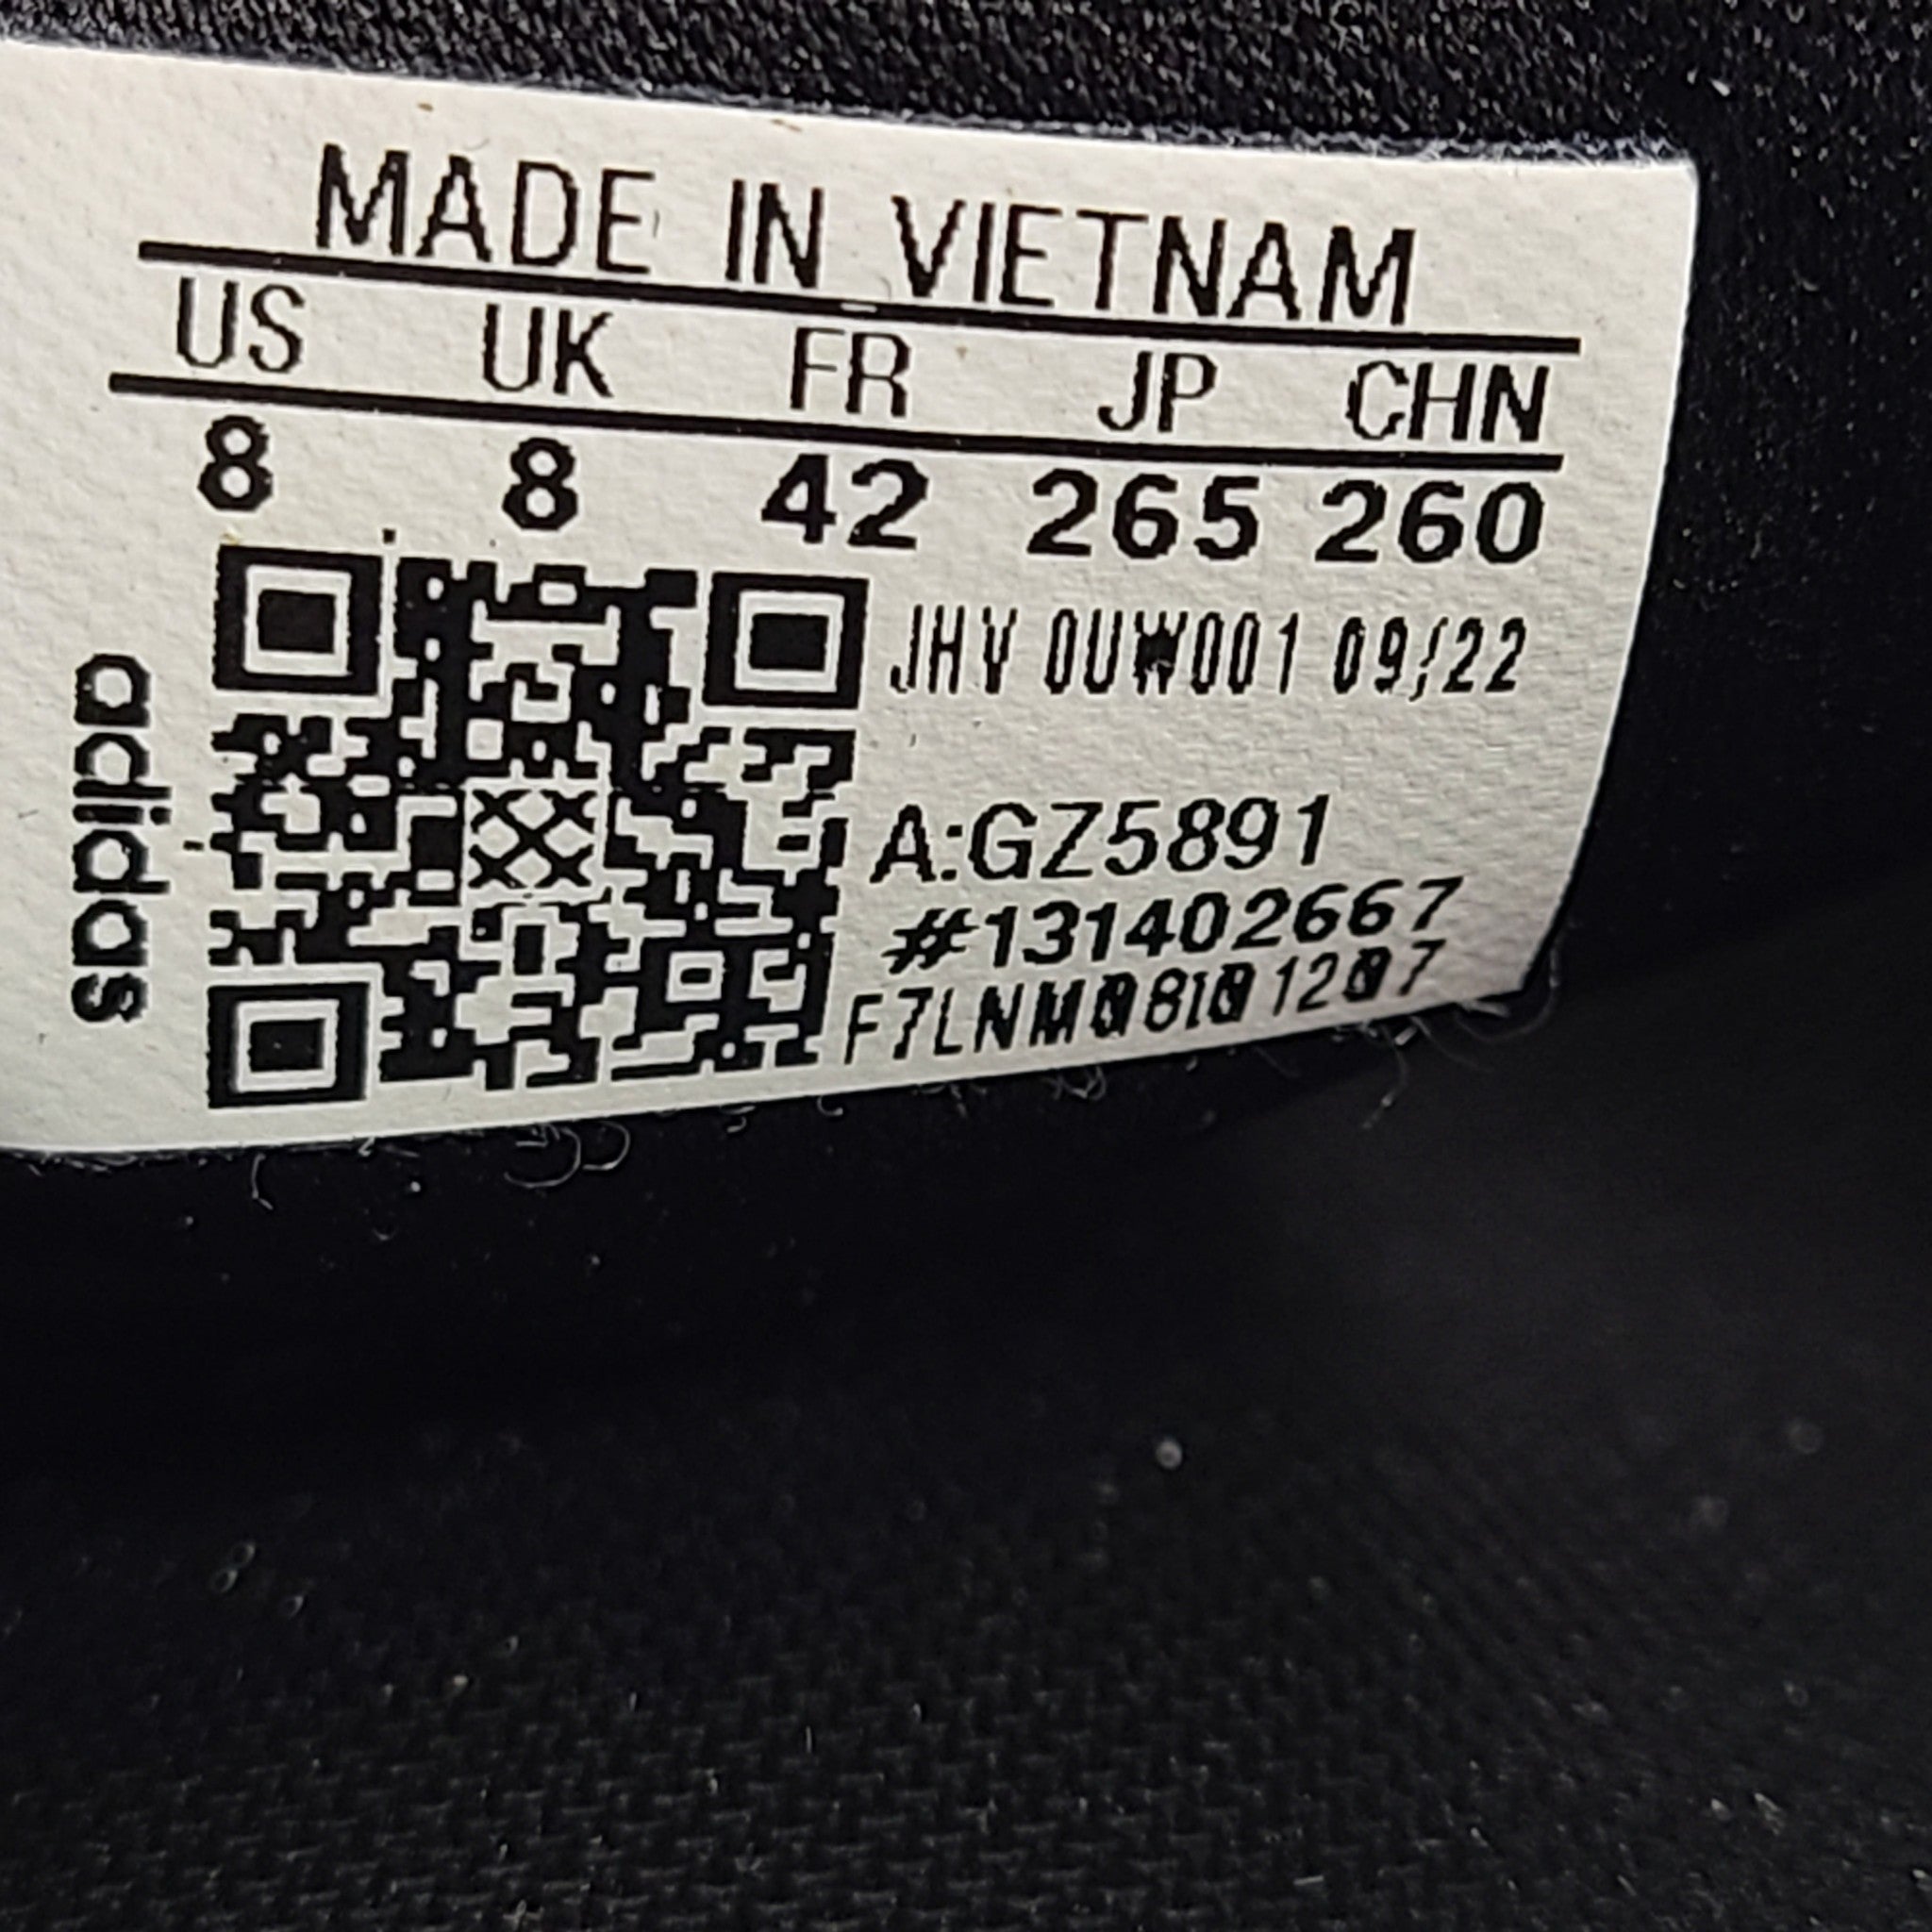 MADE IN VIETNAM
US UK FR JP CHN
8 8 42 265 260
JHV 0UW001 09/22
A:GZ5891
#131402667
F7LNM08101207
adidas